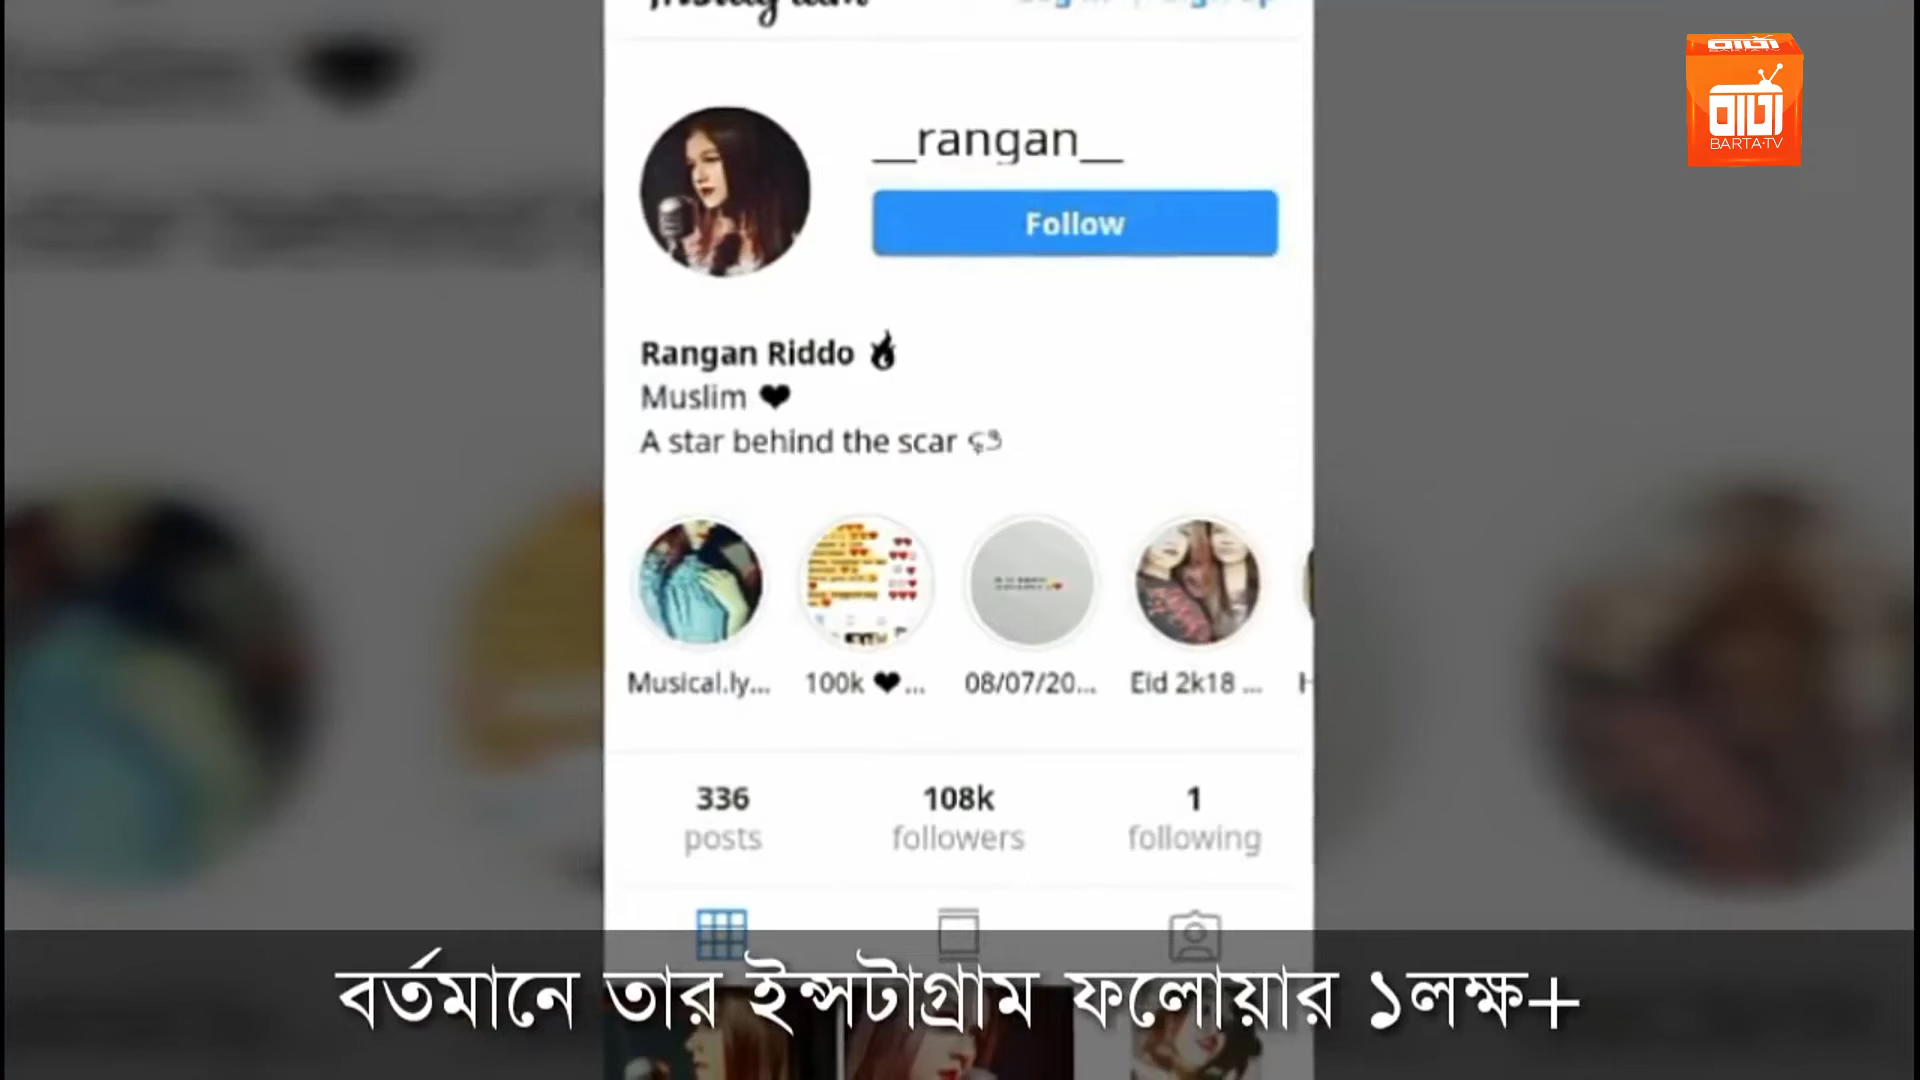 বার্তা
বার্তা
BARTA·TV
__rangan__
Follow
Rangan Riddo 🔥
Muslim ❤
A star behind the scar
Musical.ly...
100k ❤...
08/07/20...
Eid 2k18 ...
336
108k
1
posts
followers
following
বর্তমানে তার ইন্সটাগ্রাম ফলোয়ার ১লক্ষ+